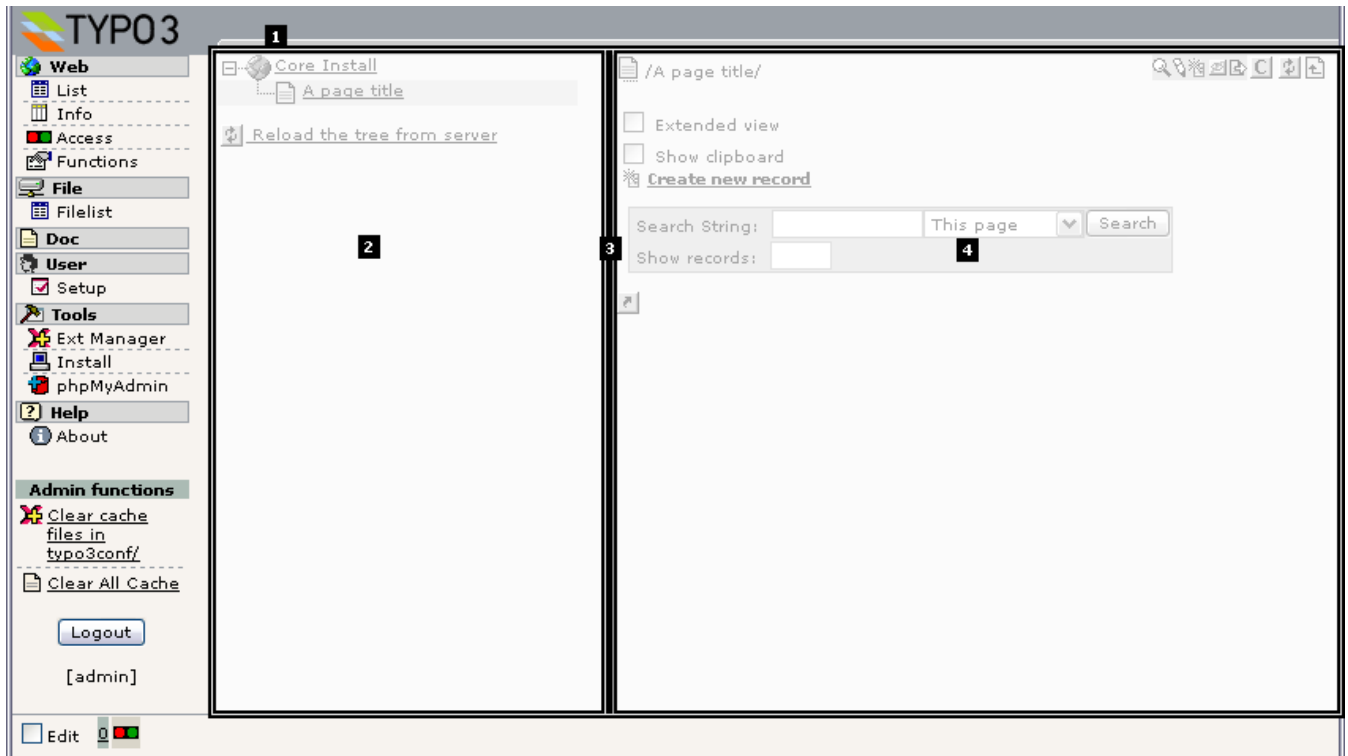 TYPO3
1
Web
List
Info
Access
Functions
File
Filelist
Doc
User
Setup
Tools
Ext Manager
Install
phpMyAdmin
Help
About
Admin functions
Clear cache
files in
typo3conf/
Clear All Cache
Logout
[admin]
Edit 0
Core Install
A page title
Reload the tree from server
2
3
/A page title/
C
Extended view
Show clipboard
Create new record
Search String: This page Search
4
Show records: